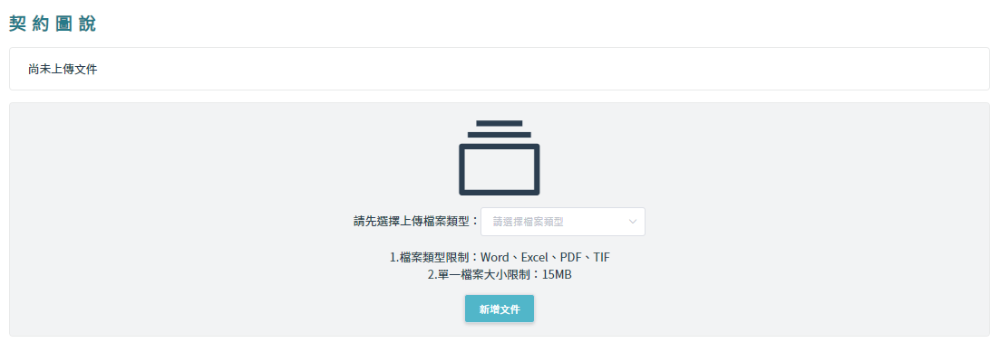 契約圖說
尚未上傳文件
請先選擇上傳檔案類型：請選擇檔案類型
1.檔案類型限制：Word、Excel、PDF、TIF
2.單一檔案大小限制：15MB
新增文件